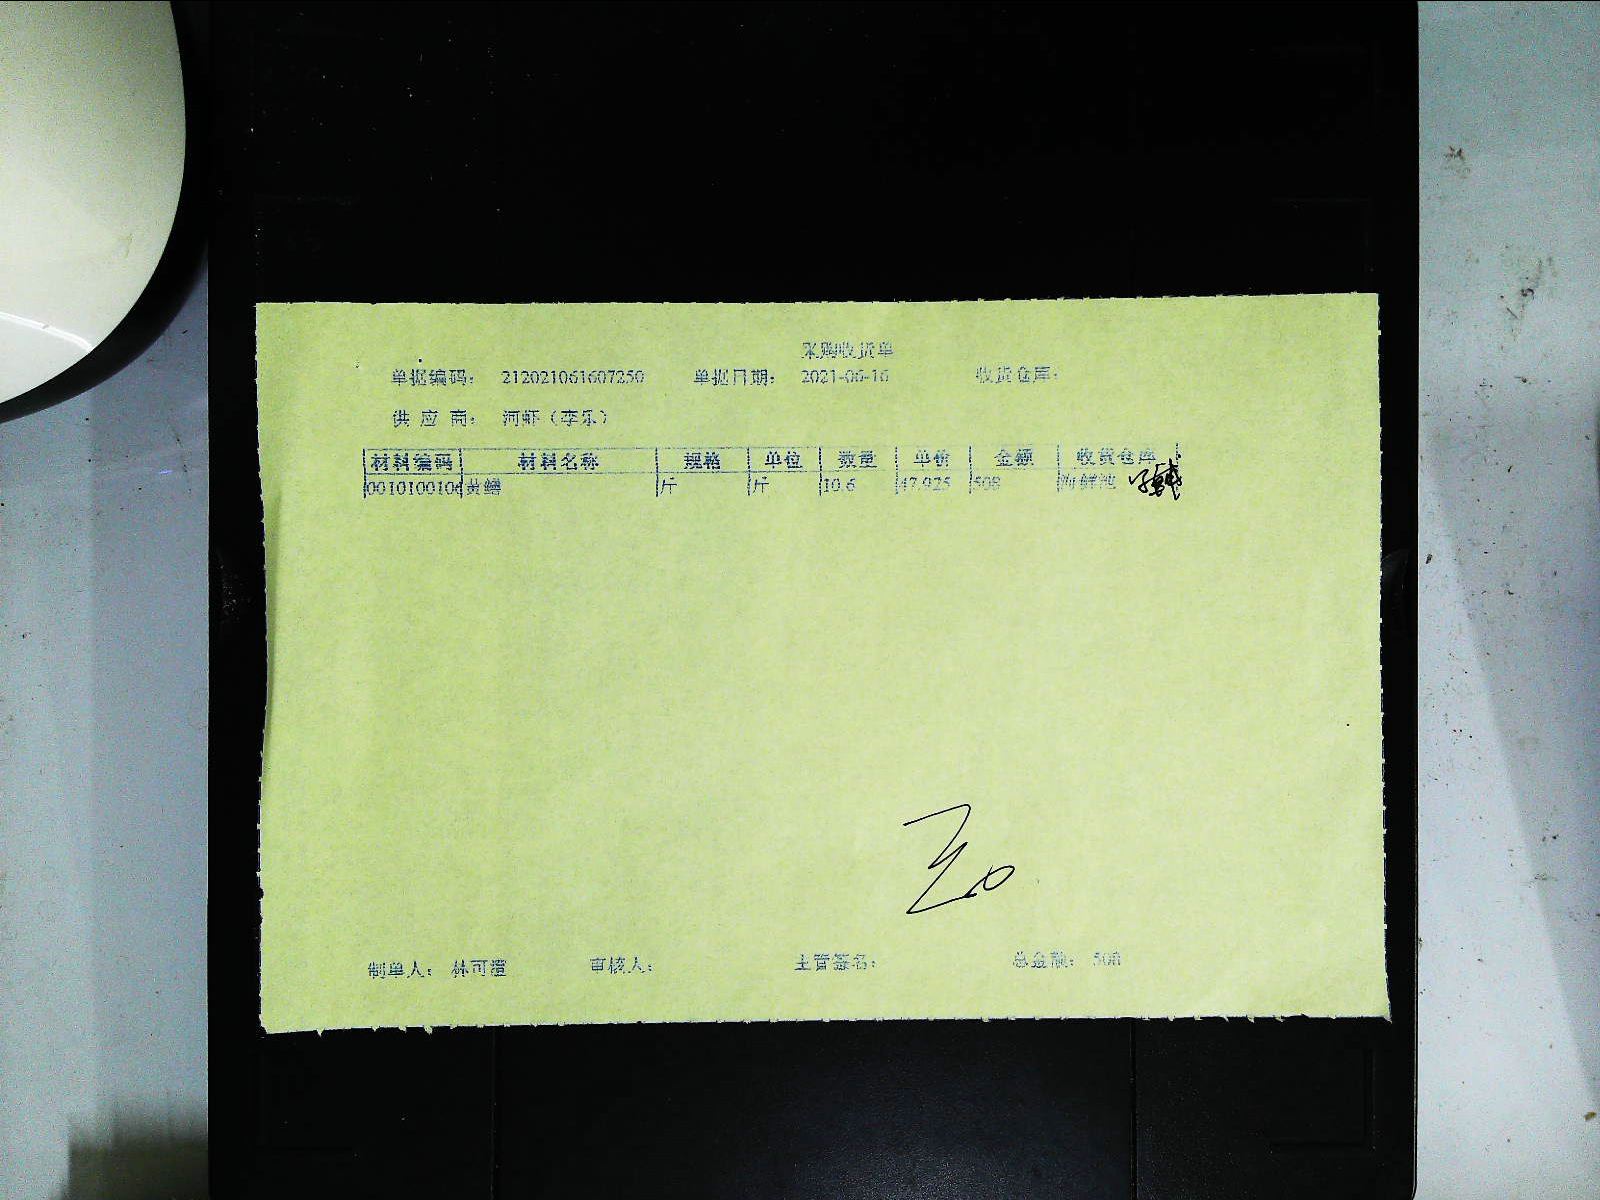 采购收货单
单据编码： 212021061607250 单据日期： 2021-06-16 收货仓库：
供 应 商： 河虾（李乐）
材料编码 材料名称 规格 单位 数量 单价 金额 收货仓库
0010100104 黄鳝 斤 斤 10.6 47.925 508 海鲜池
制单人： 林可澄 审核人： 主管签名： 总金额： 508